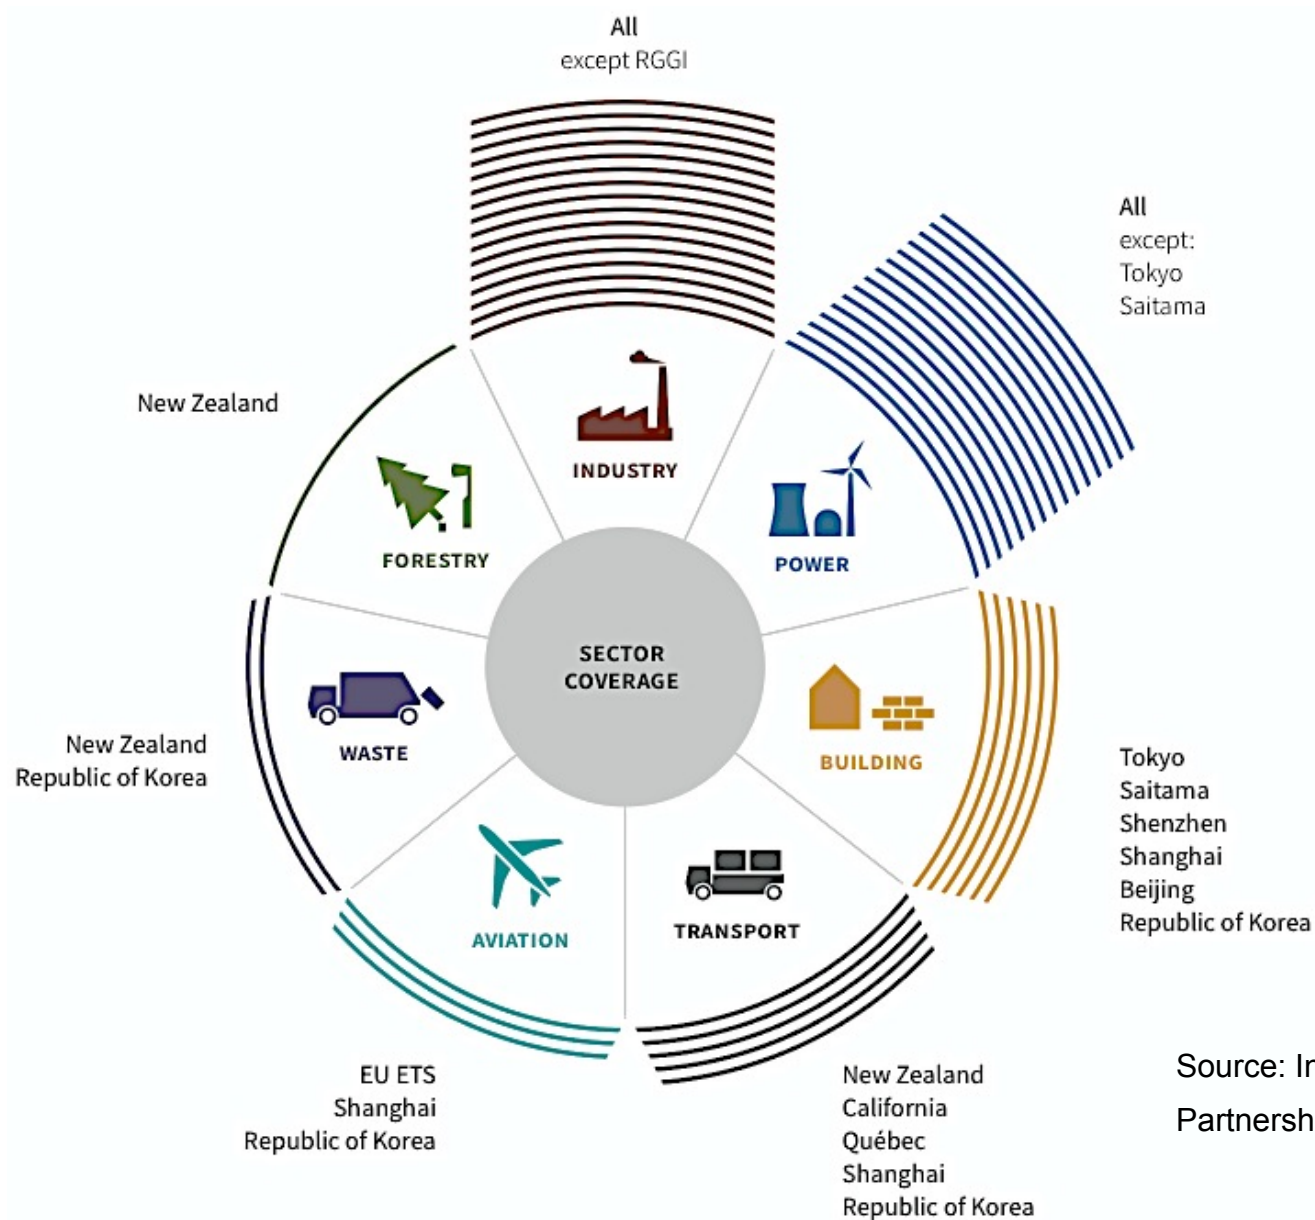 All
except RGGI
All
except:
Tokyo
Saitama
New Zealand
INDUSTRY
FORESTRY
POWER
SECTOR
COVERAGE
New Zealand
Republic of Korea
WASTE
BUILDING
Tokyo
Saitama
Shenzhen
Shanghai
Beijing
Republic of Korea
AVIATION
TRANSPORT
EU ETS
Shanghai
Republic of Korea
New Zealand
California
Québec
Shanghai
Republic of Korea
Source: